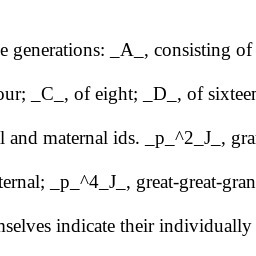 e generations: _A_, consisting of
our; _C_, of eight; _D_, of sixteen
l and maternal ids. _p_^2_J_, gra
ternal; _p_^4_J_, great-great-gran
nselves indicate their individually